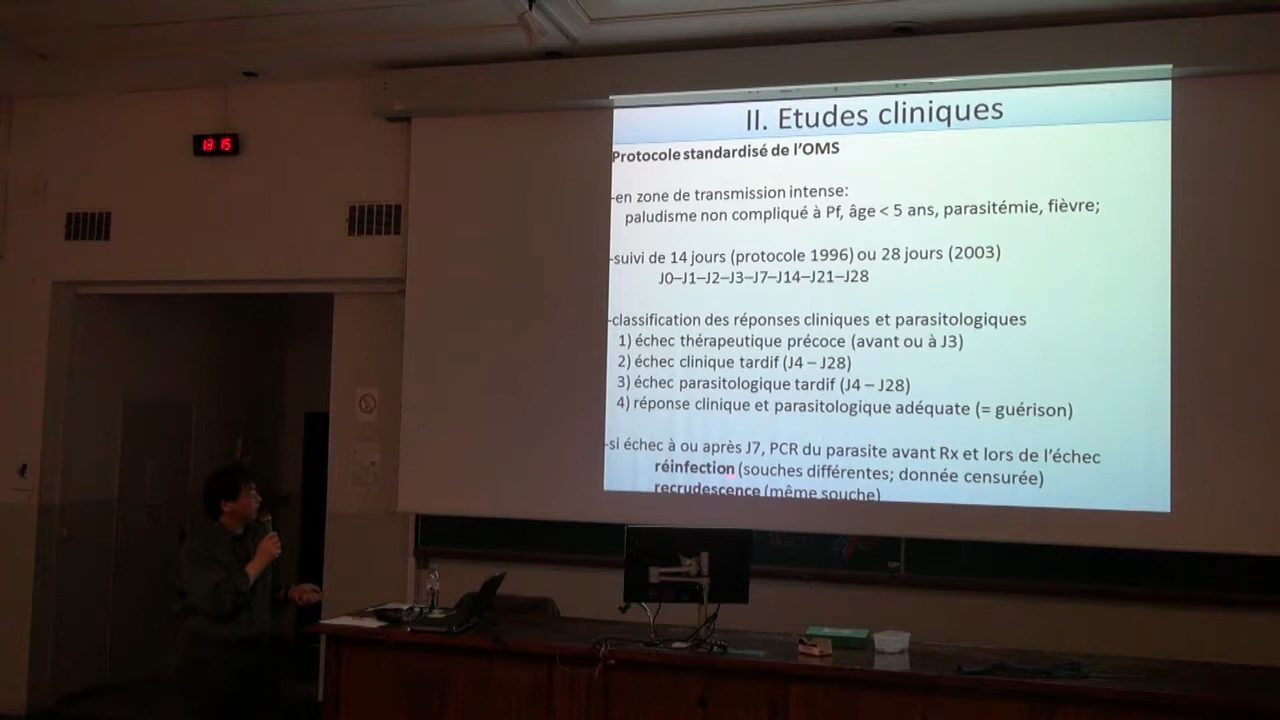 18 15
II. Etudes cliniques
Protocole standardisé de l'OMS
-en zone de transmission intense:
paludisme non compliqué à Pf, âge < 5 ans, parasitémie, fièvre;
-suivi de 14 jours (protocole 1996) ou 28 jours (2003)
J0–J1–J2–J3–J7–J14–J21–J28
-classification des réponses cliniques et parasitologiques
1) échec thérapeutique précoce (avant ou à J3)
2) échec clinique tardif (J4 – J28)
3) échec parasitologique tardif (J4 – J28)
4) réponse clinique et parasitologique adéquate (= guérison)
-si échec à ou après J7, PCR du parasite avant Rx et lors de l'échec
réinfection (souches différentes; donnée censurée)
recrudescence (même souche)